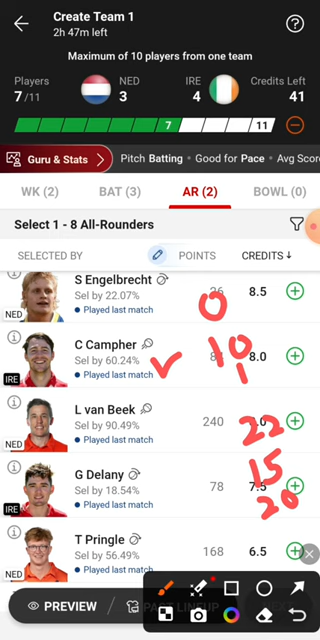 Create Team 1
2h 47m left
Maximum of 10 players from one team
Players
7/11
NED
3
IRE
4
Credits Left
41
7
11
Guru & Stats
Pitch Batting • Good for Pace • Avg Score
WK (2) BAT (3) AR (2) BOWL (0)
Select 1 - 8 All-Rounders
SELECTED BY POINTS CREDITS↓
S Engelbrecht
Sel by 22.07%
Played last match
NED
8.5
0
C Campher
Sel by 60.24%
Played last match
IRE
8.0
10
1
L van Beek
Sel by 90.49%
Played last match
NED
240
22
G Delany
Sel by 18.54%
Played last match
IRE
78
7.5
15
20
T Pringle
Sel by 56.49%
Played last match
NED
168
6.5
PREVIEW
LINEUP